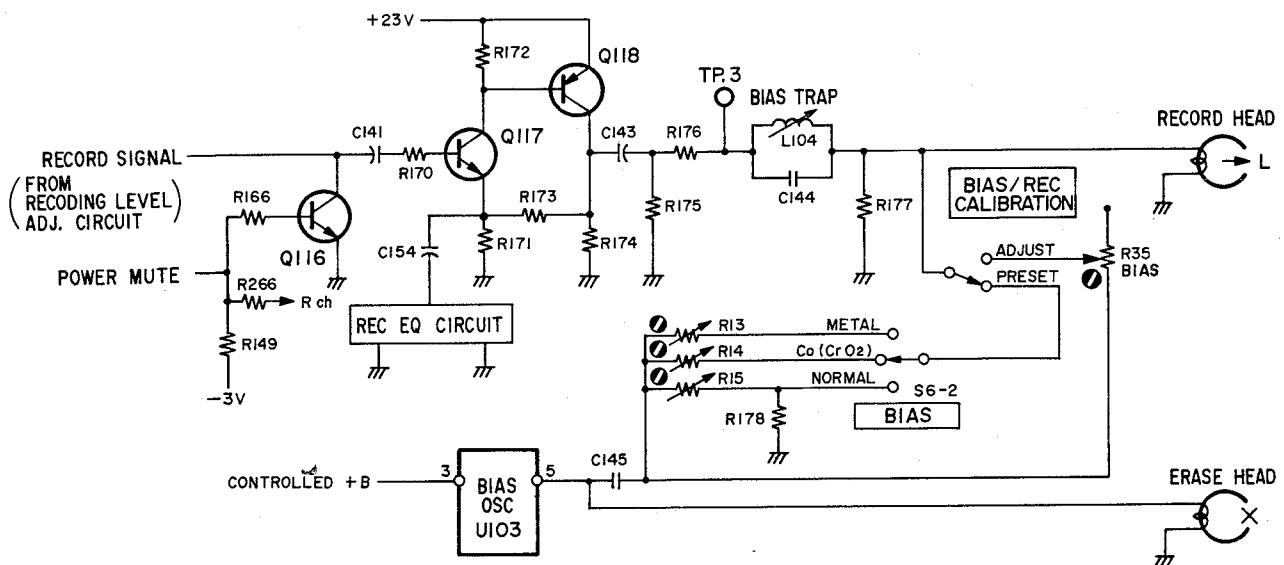 +23V
R172
Q118
TP.3
BIAS TRAP
RECORD HEAD
C141
Q117
C143
R176
L104
L
RECORD SIGNAL
(FROM
RECODING LEVEL
ADJ. CIRCUIT)
R170
C144
BIAS/REC
CALIBRATION
R166
R173
R175
R177
Q116
C154
R171
R174
ADJUST
R35
BIAS
POWER MUTE
PRESET
R266
R ch
REC EQ CIRCUIT
R13
METAL
R149
R14
Co (CrO2)
R15
NORMAL
S6-2
-3V
R178
BIAS
C145
ERASE HEAD
CONTROLLED +B
3
BIAS
OSC
U103
5